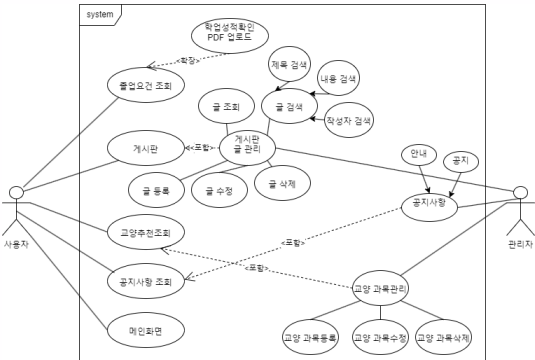 system
학업성적확인
PDF 업로드
<확장>
졸업요건 조회
제목 검색
내용 검색
글 조회
글 검색
작성자 검색
게시판
<포함>
게시판
글 관리
안내
공지
글 등록
글 수정
글 삭제
공지사항
사용자
관리자
교양추천조회
<포함>
<포함>
공지사항 조회
교양 과목관리
메인화면
교양 과목등록
교양 과목수정
교양 과목삭제